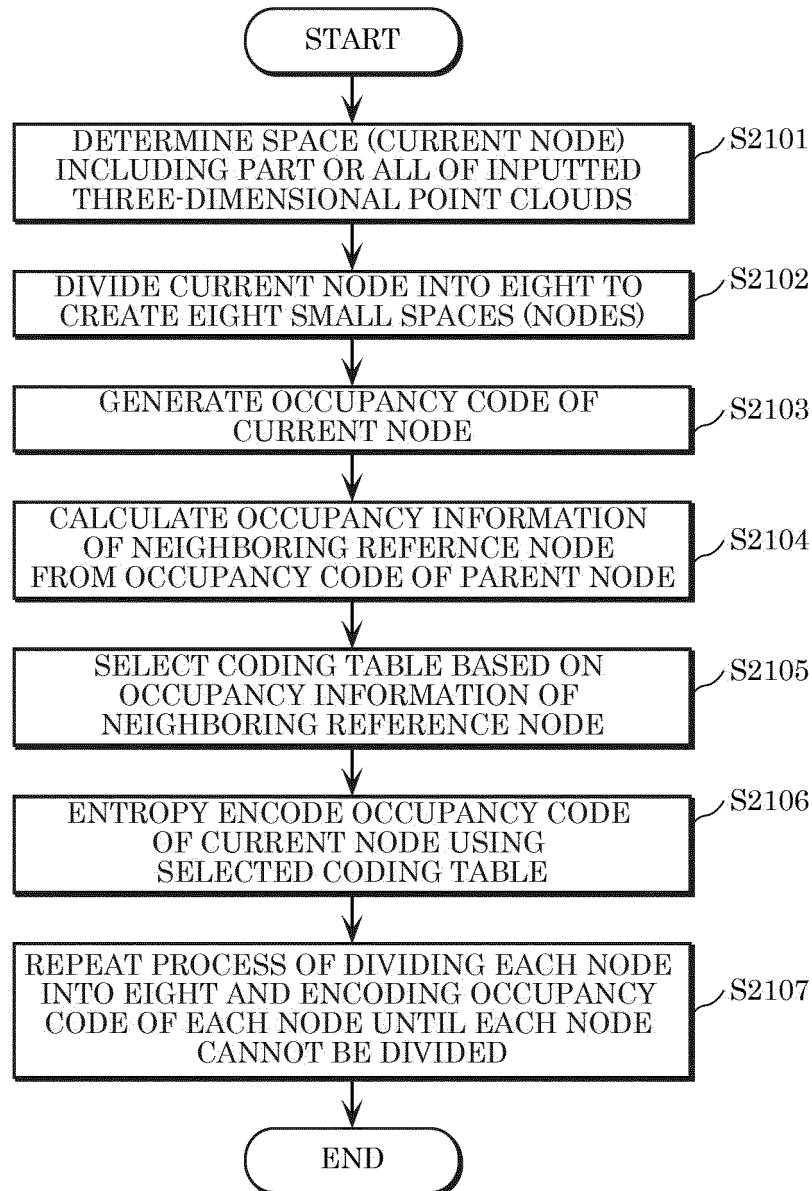 START
DETERMINE SPACE (CURRENT NODE)
INCLUDING PART OR ALL OF INPUTTED
THREE-DIMENSIONAL POINT CLOUDS
S2101
DIVIDE CURRENT NODE INTO EIGHT TO
CREATE EIGHT SMALL SPACES (NODES)
S2102
GENERATE OCCUPANCY CODE OF
CURRENT NODE
S2103
CALCULATE OCCUPANCY INFORMATION
OF NEIGHBORING REFERNCE NODE
FROM OCCUPANCY CODE OF PARENT NODE
S2104
SELECT CODING TABLE BASED ON
OCCUPANCY INFORMATION OF
NEIGHBORING REFERENCE NODE
S2105
ENTROPY ENCODE OCCUPANCY CODE
OF CURRENT NODE USING
SELECTED CODING TABLE
S2106
REPEAT PROCESS OF DIVIDING EACH NODE
INTO EIGHT AND ENCODING OCCUPANCY
CODE OF EACH NODE UNTIL EACH NODE
CANNOT BE DIVIDED
S2107
END